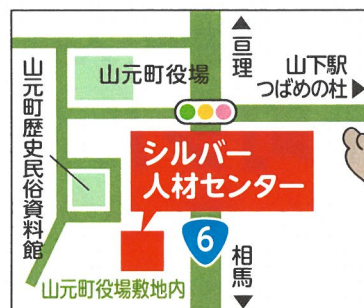 ▲亘理
山下駅
つばめの杜▶
山元町役場
山元町歴史民俗資料館
シルバー
人材センター
6
相馬▼
山元町役場敷地内